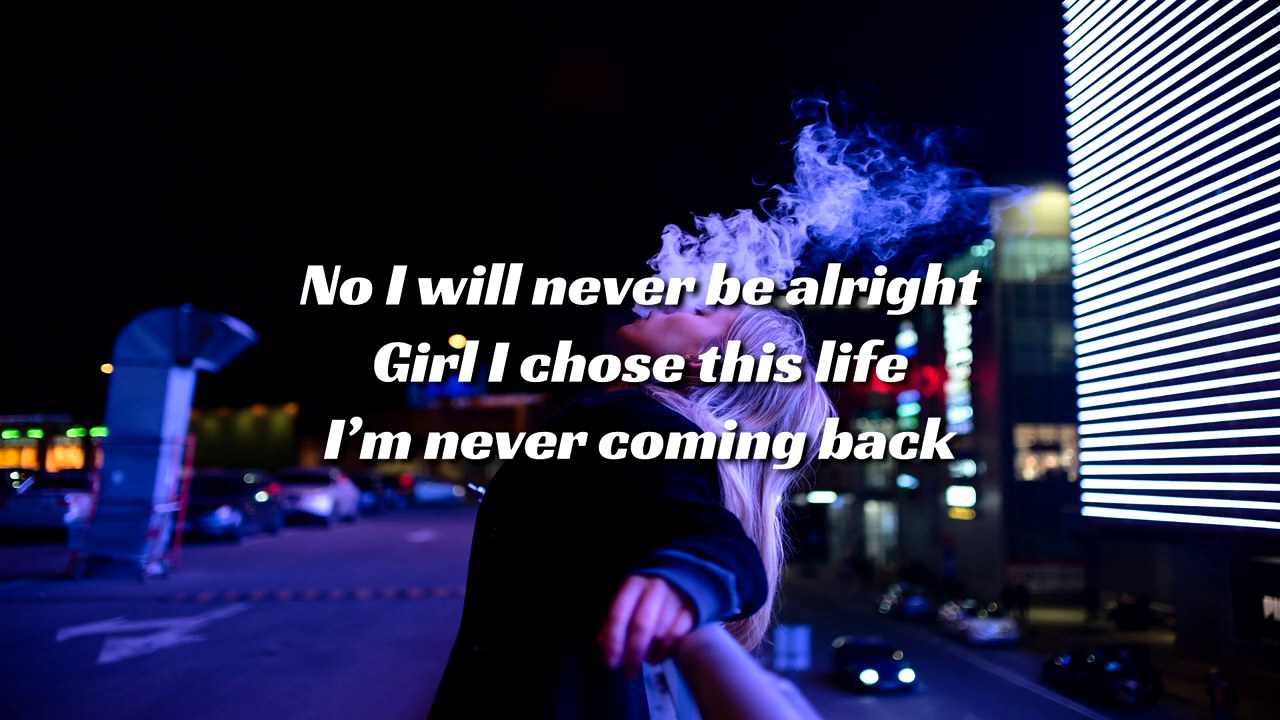 No I will never be alright
Girl I chose this life
I’m never coming back